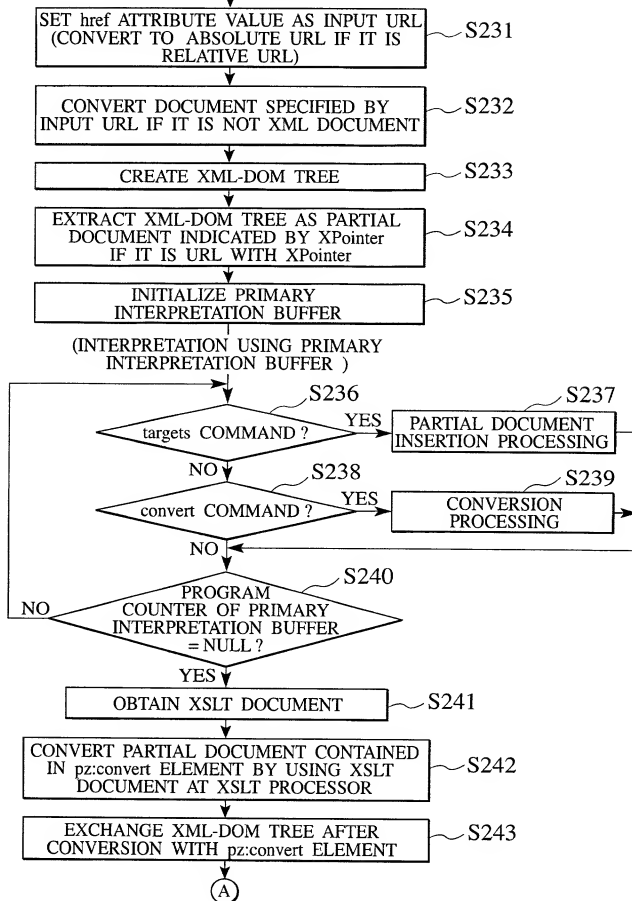 SET href ATTRIBUTE VALUE AS INPUT URL
(CONVERT TO ABSOLUTE URL IF IT IS
RELATIVE URL)
S231
CONVERT DOCUMENT SPECIFIED BY
INPUT URL IF IT IS NOT XML DOCUMENT
S232
CREATE XML-DOM TREE
S233
EXTRACT XML-DOM TREE AS PARTIAL
DOCUMENT INDICATED BY XPointer
IF IT IS URL WITH XPointer
S234
INITIALIZE PRIMARY
INTERPRETATION BUFFER
S235
(INTERPRETATION USING PRIMARY
INTERPRETATION BUFFER )
S236
targets COMMAND ?
YES
S237
PARTIAL DOCUMENT
INSERTION PROCESSING
NO
S238
convert COMMAND ?
YES
S239
CONVERSION
PROCESSING
NO
S240
PROGRAM
COUNTER OF PRIMARY
INTERPRETATION BUFFER
= NULL ?
NO
YES
OBTAIN XSLT DOCUMENT
S241
CONVERT PARTIAL DOCUMENT CONTAINED
IN pz:convert ELEMENT BY USING XSLT
DOCUMENT AT XSLT PROCESSOR
S242
EXCHANGE XML-DOM TREE AFTER
CONVERSION WITH pz:convert ELEMENT
S243
A